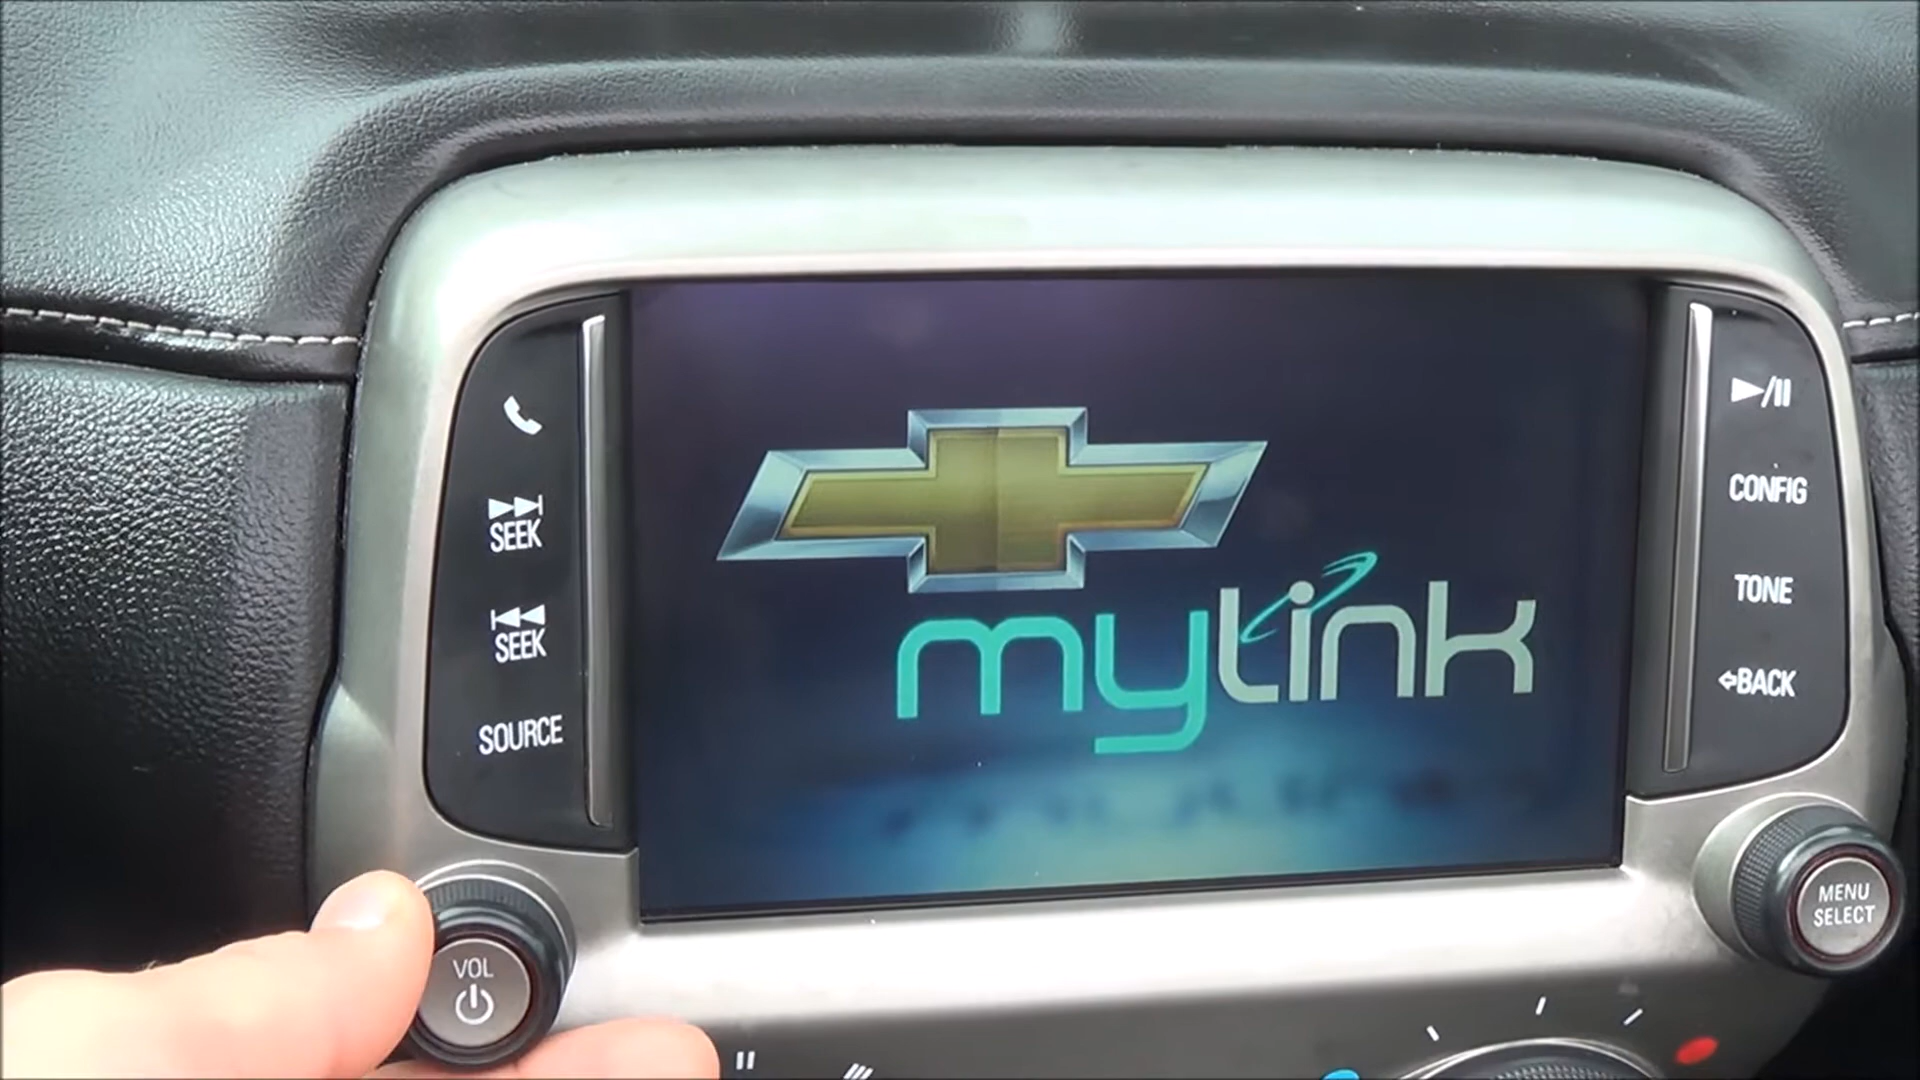 SEEK
SEEK
SOURCE
VOL
mylink
CONFIG
TONE
BACK
MENU
SELECT